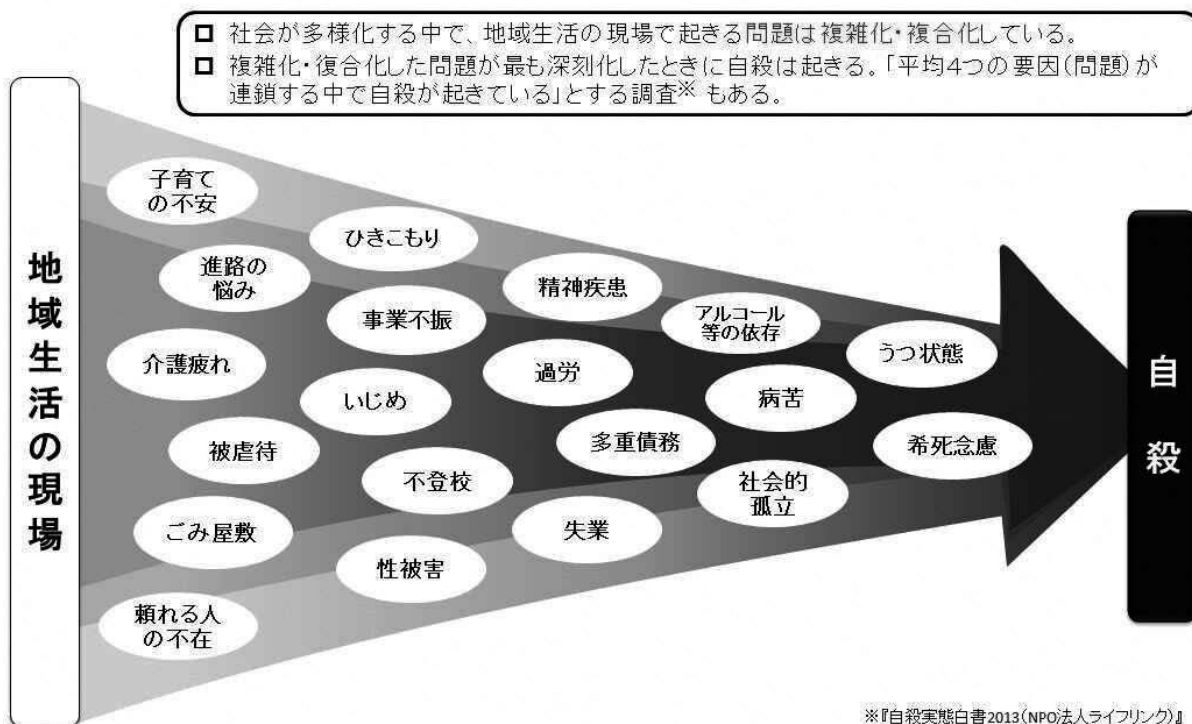 □ 社会が多様化する中で、地域生活の現場で起きる問題は複雑化・複合化している。
□ 複雑化・復合化した問題が最も深刻化したときに自殺は起きる。「平均4つの要因(問題)が
連鎖する中で自殺が起きている」とする調査※ もある。
地域生活の現場
子育て
の不安
ひきこもり
進路の
悩み
精神疾患
事業不振
アルコール
等の依存
うつ状態
介護疲れ
過労
いじめ
病苦
被虐待
多重債務
希死念慮
不登校
社会的
孤立
ごみ屋敷
失業
性被害
頼れる人
の不在
自殺
※『自殺実態白書2013(NPO法人ライフリンク)』